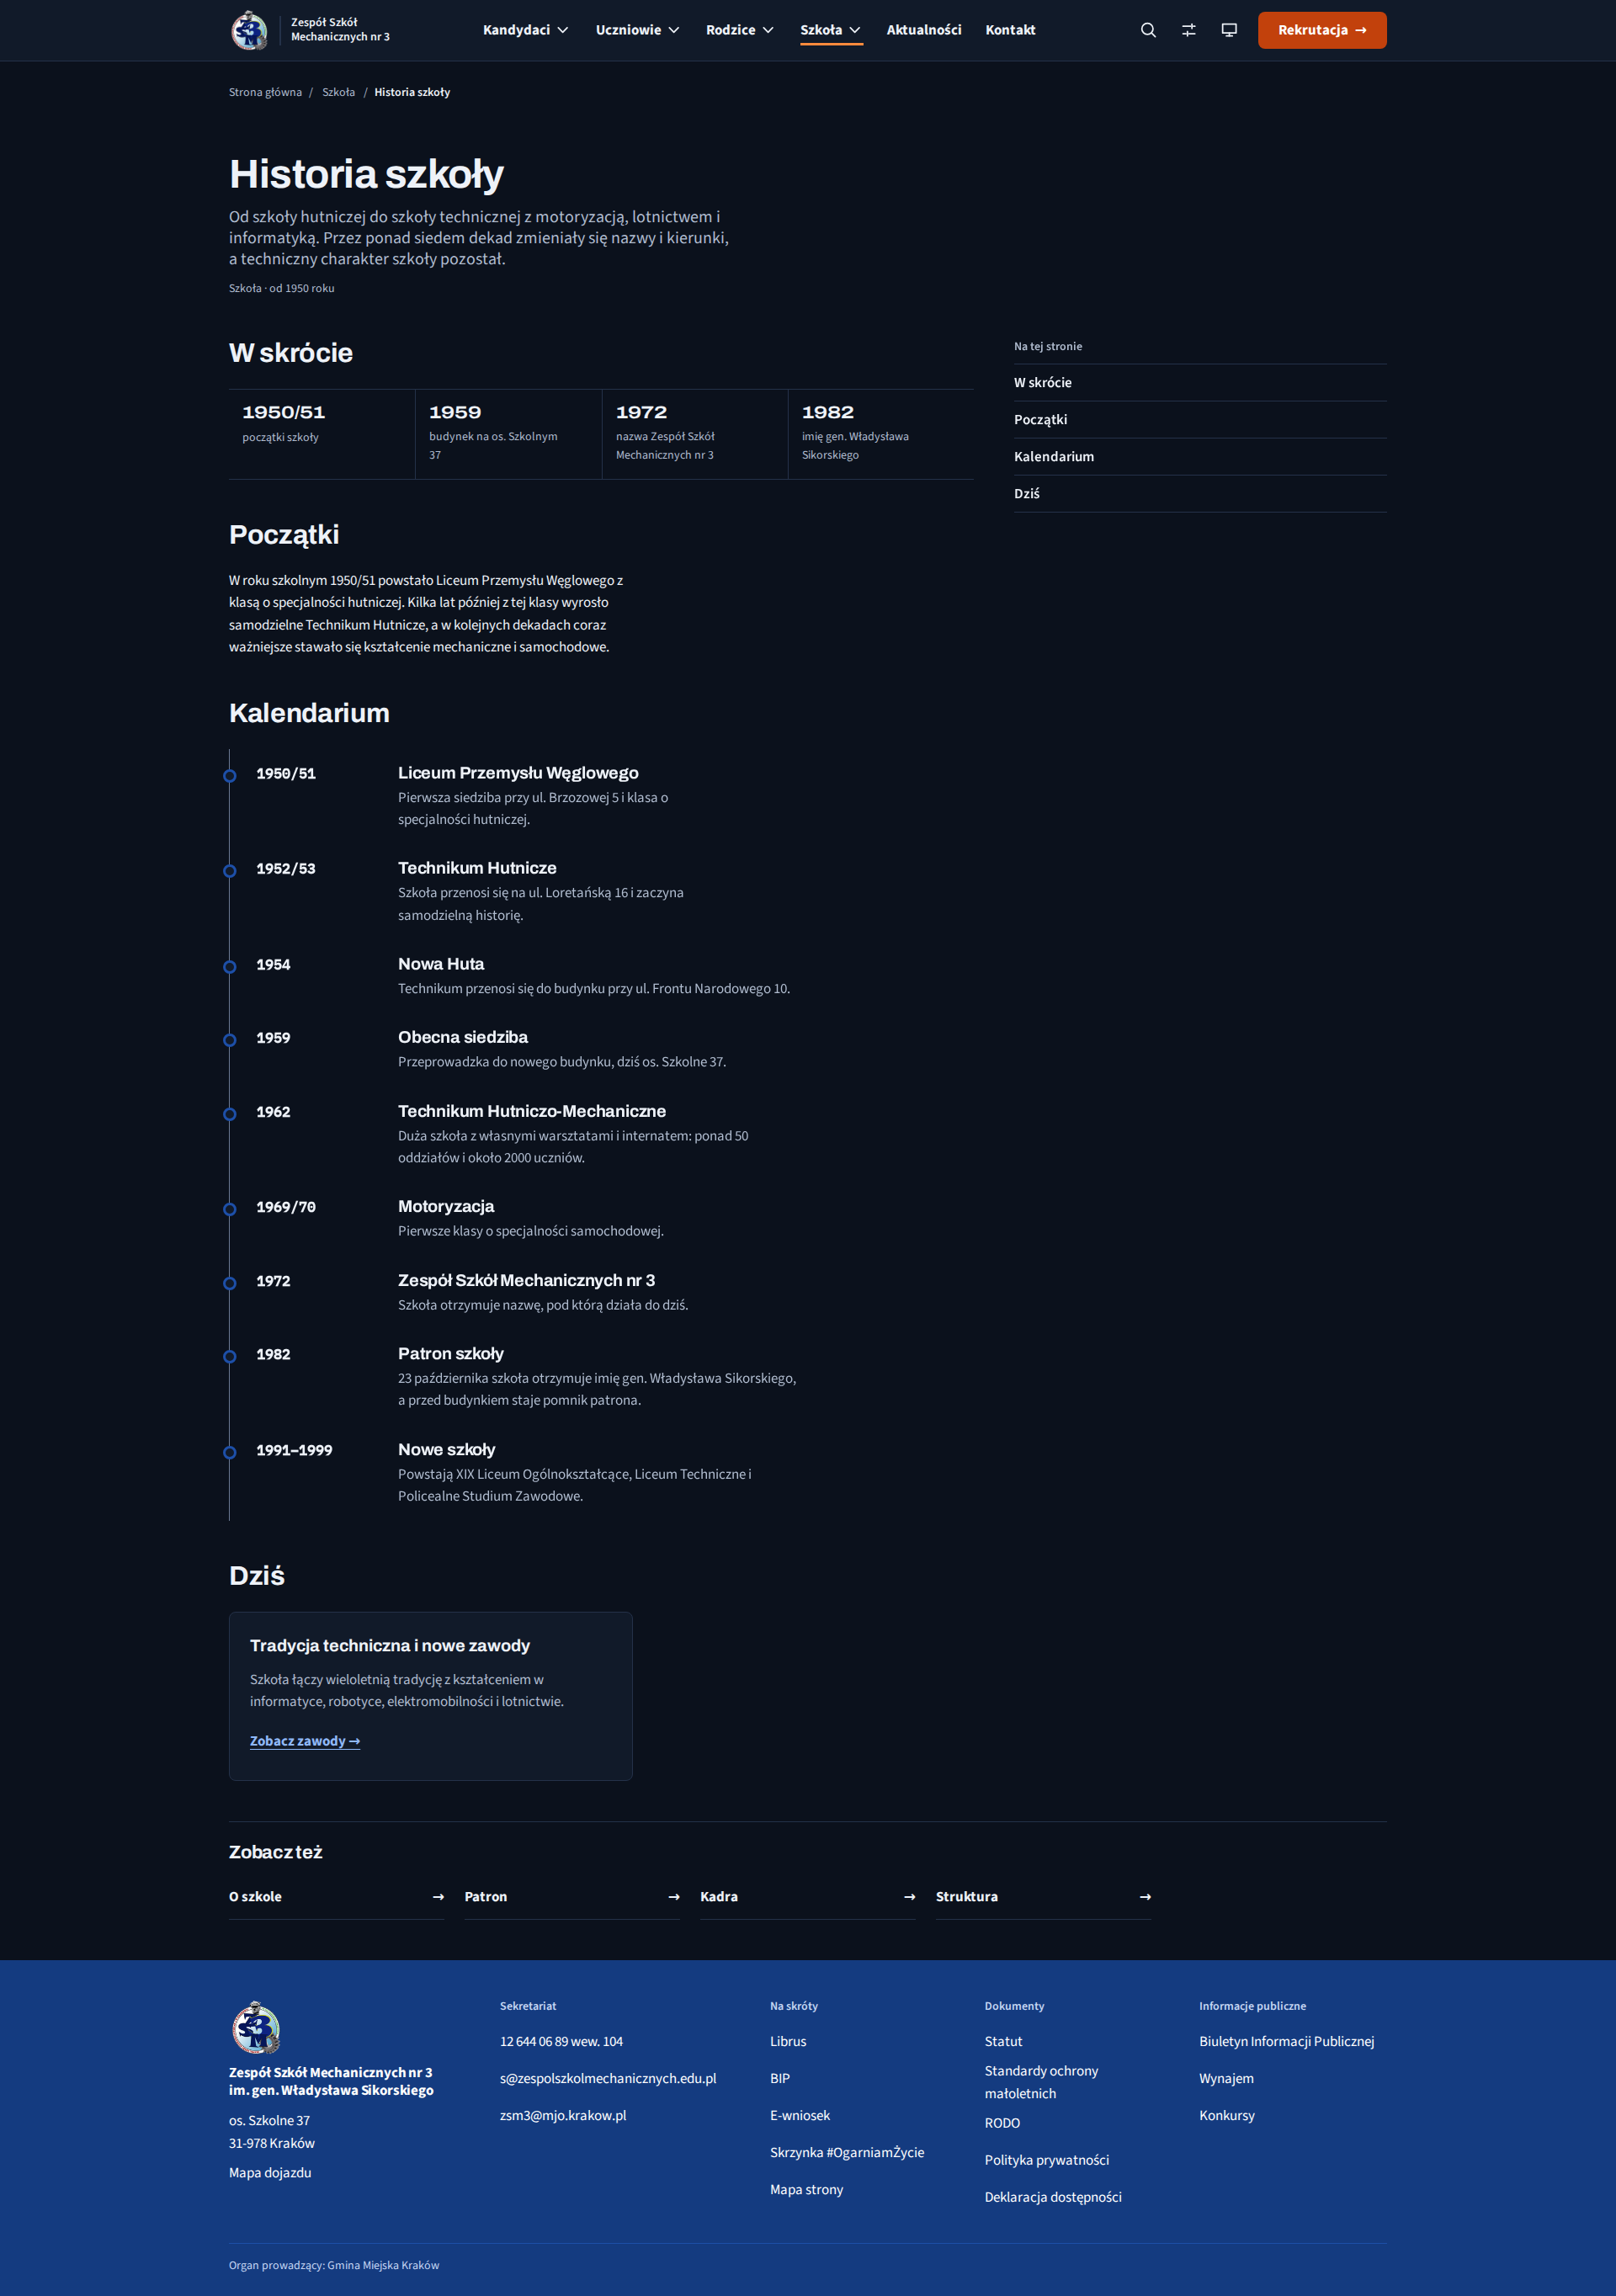 Zespół Szkół
Mechanicznych nr 3
Kandydaci
Uczniowie
Rodzice
Szkoła
Aktualności
Kontakt
Rekrutacja →
Strona główna / Szkoła / Historia szkoły
Historia szkoły
Od szkoły hutniczej do szkoły technicznej z motoryzacją, lotnictwem i
informatyką. Przez ponad siedem dekad zmieniały się nazwy i kierunki,
a techniczny charakter szkoły pozostał.
Szkoła · od 1950 roku
W skrócie
1950/51
początki szkoły
1959
budynek na os. Szkolnym
37
1972
nazwa Zespół Szkół
Mechanicznych nr 3
1982
imię gen. Władysława
Sikorskiego
Na tej stronie
W skrócie
Początki
Kalendarium
Dziś
Początki
W roku szkolnym 1950/51 powstało Liceum Przemysłu Węglowego z
klasą o specjalności hutniczej. Kilka lat później z tej klasy wyrosło
samodzielne Technikum Hutnicze, a w kolejnych dekadach coraz
ważniejsze stawało się kształcenie mechaniczne i samochodowe.
Kalendarium
1950/51
Liceum Przemysłu Węglowego
Pierwsza siedziba przy ul. Brzozowej 5 i klasa o
specjalności hutniczej.
1952/53
Technikum Hutnicze
Szkoła przenosi się na ul. Loretańską 16 i zaczyna
samodzielną historię.
1954
Nowa Huta
Technikum przenosi się do budynku przy ul. Frontu Narodowego 10.
1959
Obecna siedziba
Przeprowadzka do nowego budynku, dziś os. Szkolne 37.
1962
Technikum Hutniczo-Mechaniczne
Duża szkoła z własnymi warsztatami i internatem: ponad 50
oddziałów i około 2000 uczniów.
1969/70
Motoryzacja
Pierwsze klasy o specjalności samochodowej.
1972
Zespół Szkół Mechanicznych nr 3
Szkoła otrzymuje nazwę, pod którą działa do dziś.
1982
Patron szkoły
23 października szkoła otrzymuje imię gen. Władysława Sikorskiego,
a przed budynkiem staje pomnik patrona.
1991–1999
Nowe szkoły
Powstają XIX Liceum Ogólnokształcące, Liceum Techniczne i
Policealne Studium Zawodowe.
Dziś
Tradycja techniczna i nowe zawody
Szkoła łączy wieloletnią tradycję z kształceniem w
informatyce, robotyce, elektromobilności i lotnictwie.
Zobacz zawody →
Zobacz też
O szkole →
Patron →
Kadra →
Struktura →
Zespół Szkół Mechanicznych nr 3
im. gen. Władysława Sikorskiego
os. Szkolne 37
31-978 Kraków
Mapa dojazdu
Sekretariat
12 644 06 89 wew. 104
s@zespolszkolmechanicznych.edu.pl
zsm3@mjo.krakow.pl
Na skróty
Librus
BIP
E-wniosek
Skrzynka #OgarniamŻycie
Mapa strony
Dokumenty
Statut
Standardy ochrony
małoletnich
RODO
Polityka prywatności
Deklaracja dostępności
Informacje publiczne
Biuletyn Informacji Publicznej
Wynajem
Konkursy
Organ prowadzący: Gmina Miejska Kraków